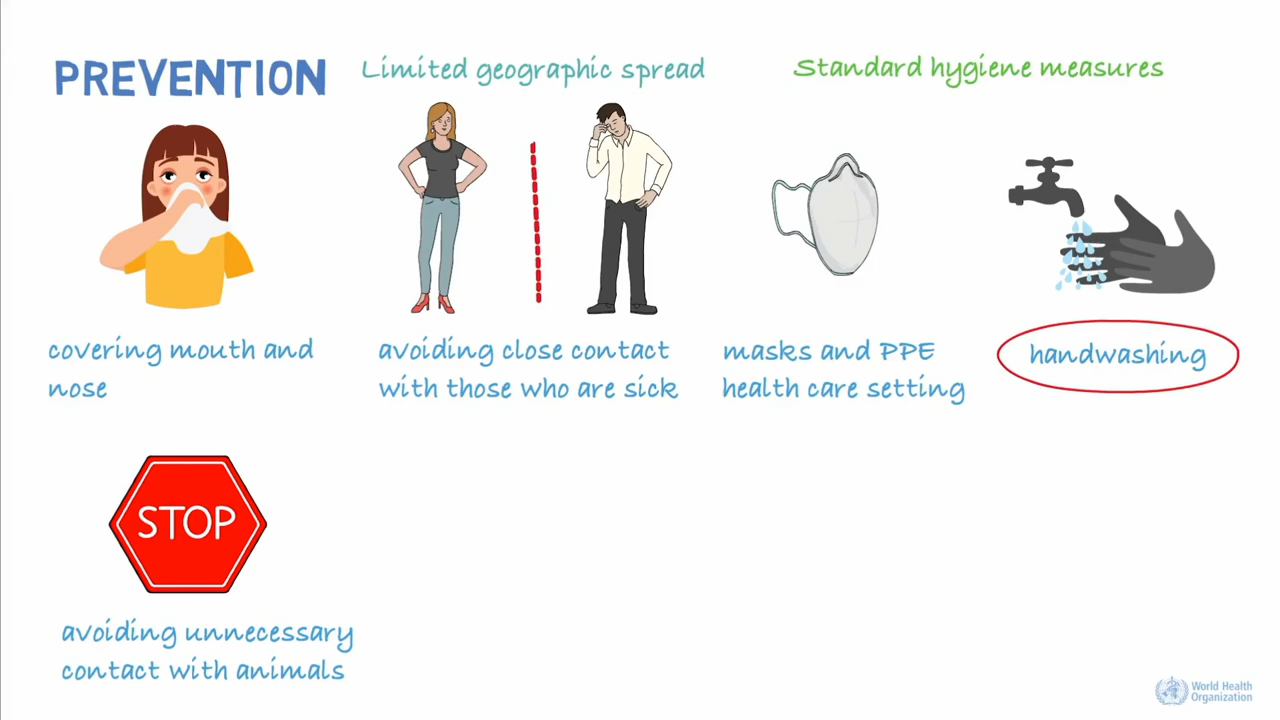 PREVENTION
Limited geographic spread
Standard hygiene measures
covering mouth and
nose
avoiding close contact
with those who are sick
masks and PPE
health care setting
handwashing
STOP
avoiding unnecessary
contact with animals
World Health
Organization